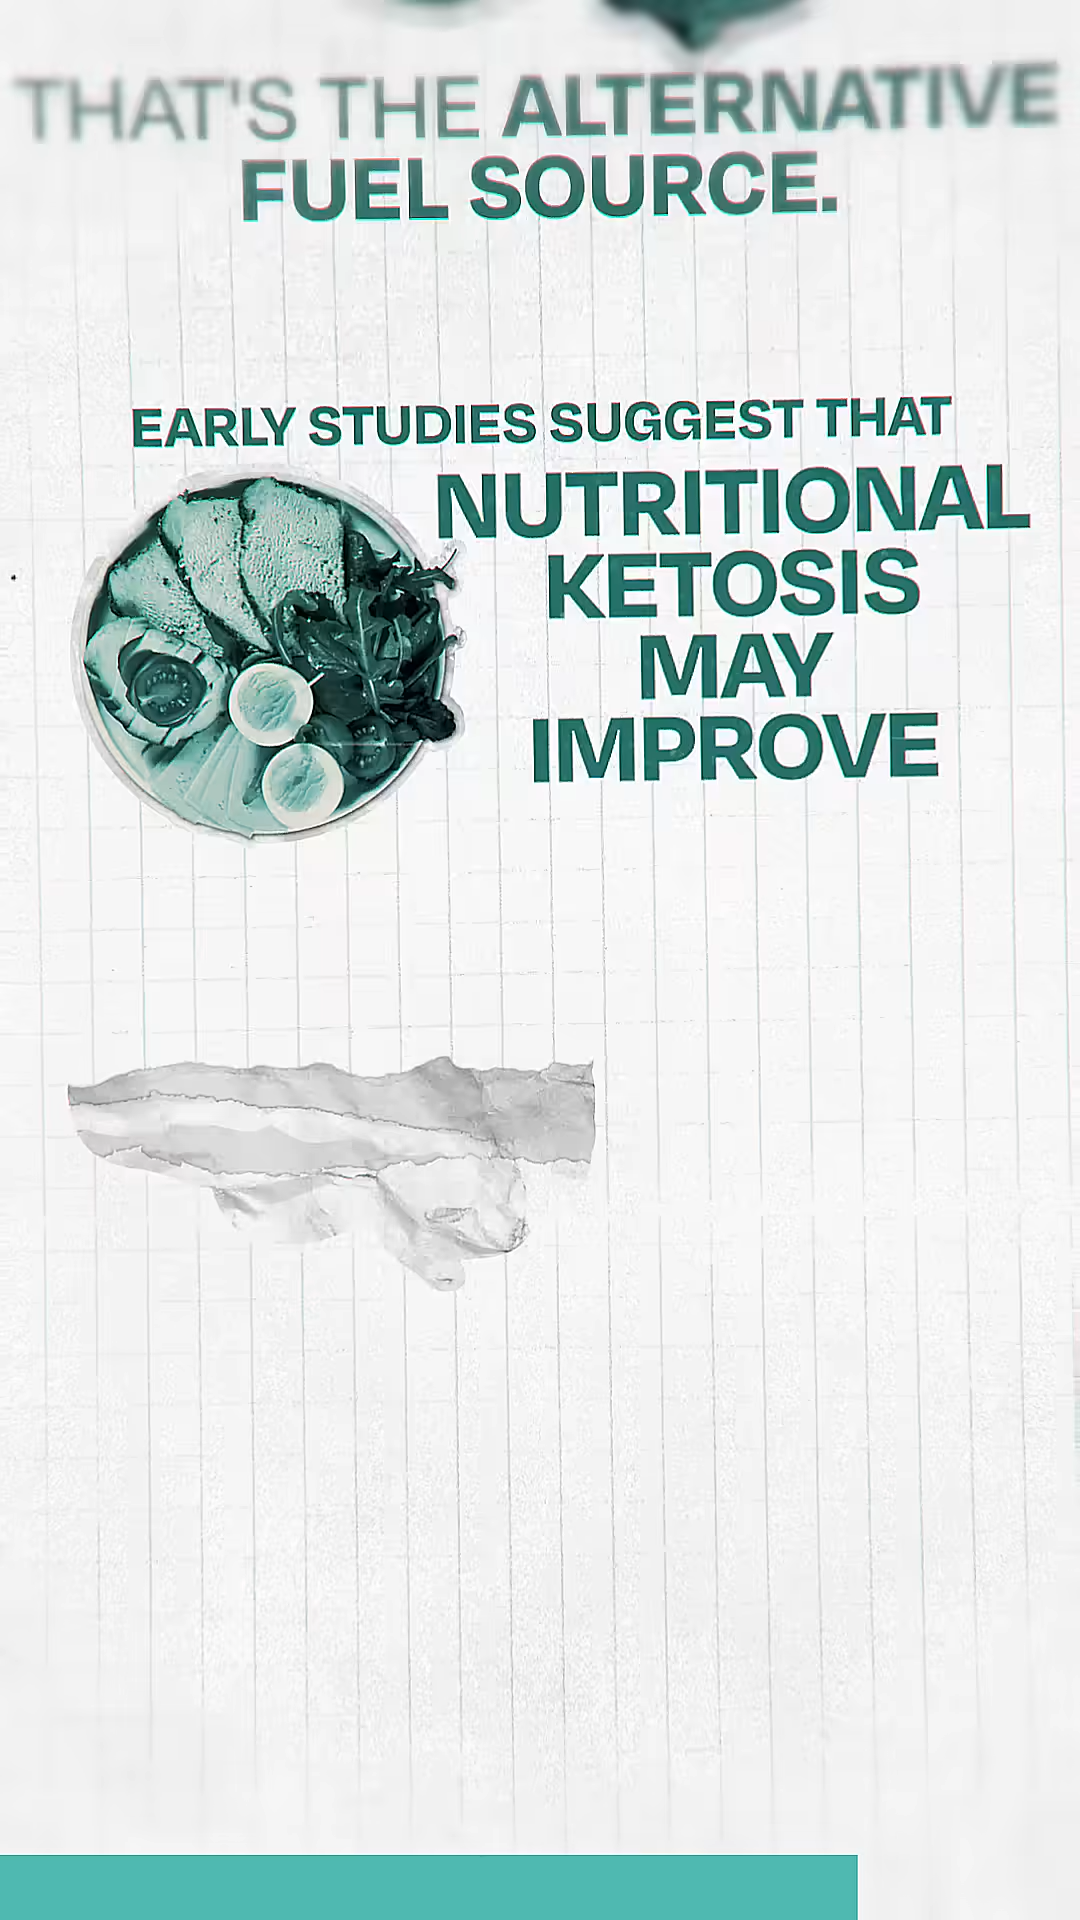 THAT'S THE ALTERNATIVE
FUEL SOURCE.
EARLY STUDIES SUGGEST THAT
NUTRITIONAL
KETOSIS
MAY
IMPROVE